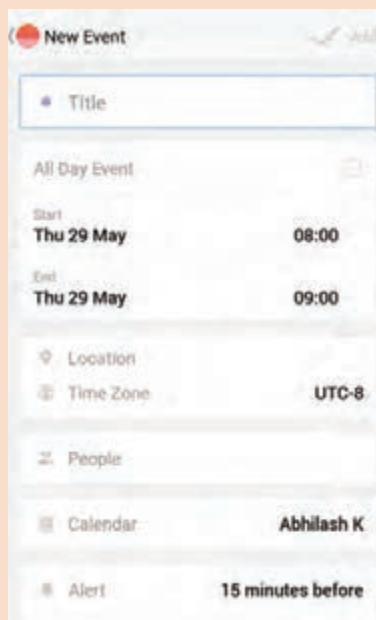 New Event
Add
Title
All Day Event
Start
Thu 29 May 08:00
End
Thu 29 May 09:00
Location
Time Zone UTC-8
People
Calendar Abhilash K
Alert 15 minutes before